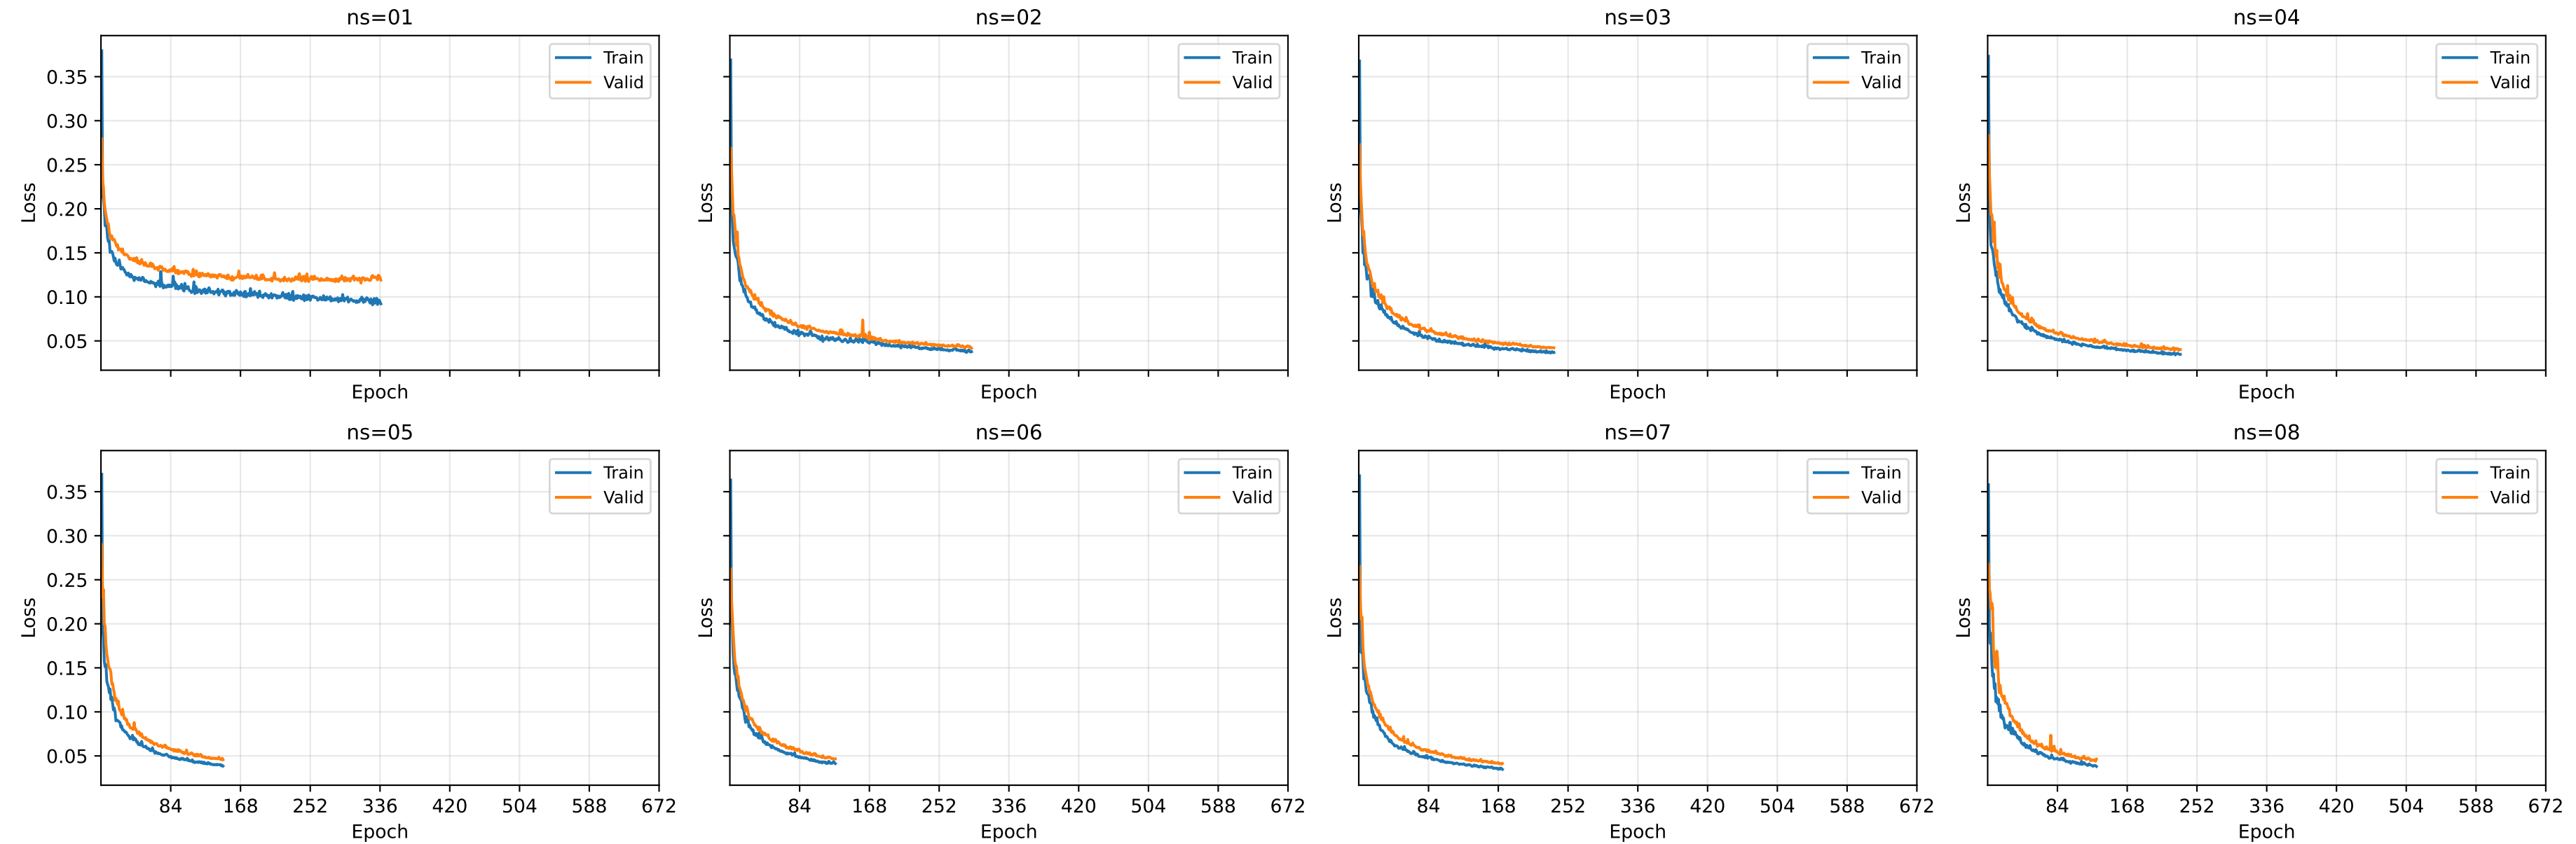 ns=01
ns=02
ns=03
ns=04
Train
Valid
Train
Valid
Train
Valid
Train
Valid
0.35
0.30
0.25
0.20
0.15
0.10
0.05
Loss
Loss
Loss
Loss
Epoch
Epoch
Epoch
Epoch
ns=05
ns=06
ns=07
ns=08
Train
Valid
Train
Valid
Train
Valid
Train
Valid
0.35
0.30
0.25
0.20
0.15
0.10
0.05
Loss
Loss
Loss
Loss
84 168 252 336 420 504 588 672
84 168 252 336 420 504 588 672
84 168 252 336 420 504 588 672
84 168 252 336 420 504 588 672
Epoch
Epoch
Epoch
Epoch